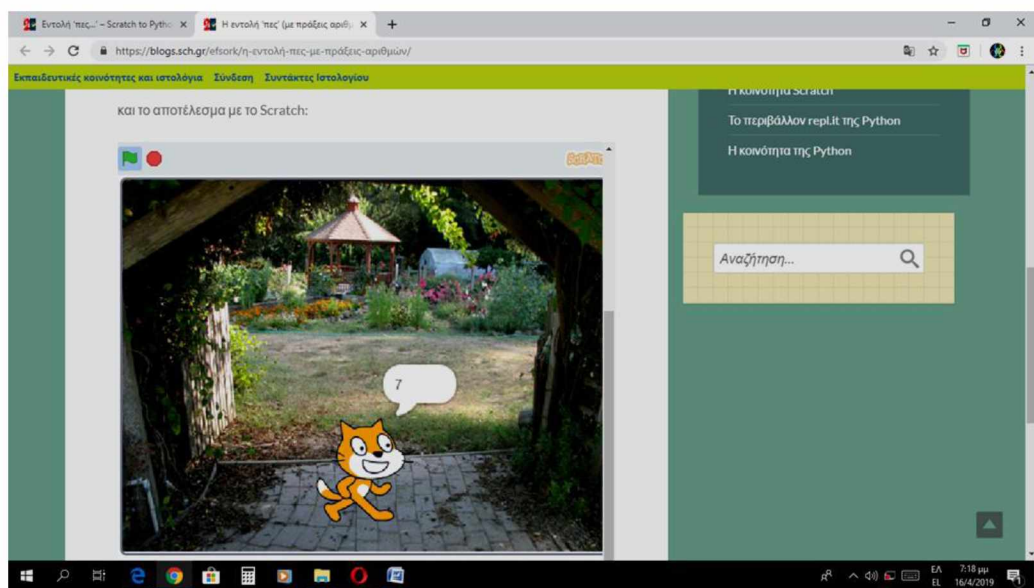 Εντολή 'πες...' – Scratch to Pytho
Η εντολή 'πες' (με πράξεις αριθμ
https://blogs.sch.gr/efsork/η-εντολή-πες-με-πράξεις-αριθμών/
Εκπαιδευτικές κοινότητες και ιστολόγια Σύνδεση Συντάκτες Ιστολογίου
και το αποτέλεσμα με το Scratch:
Η κοινότητα Scratch
Το περιβάλλον repl.it της Python
Η κοινότητα της Python
SCRATC
Αναζήτηση...
7
ΕΛ
EL
7:18 μμ
16/4/2019